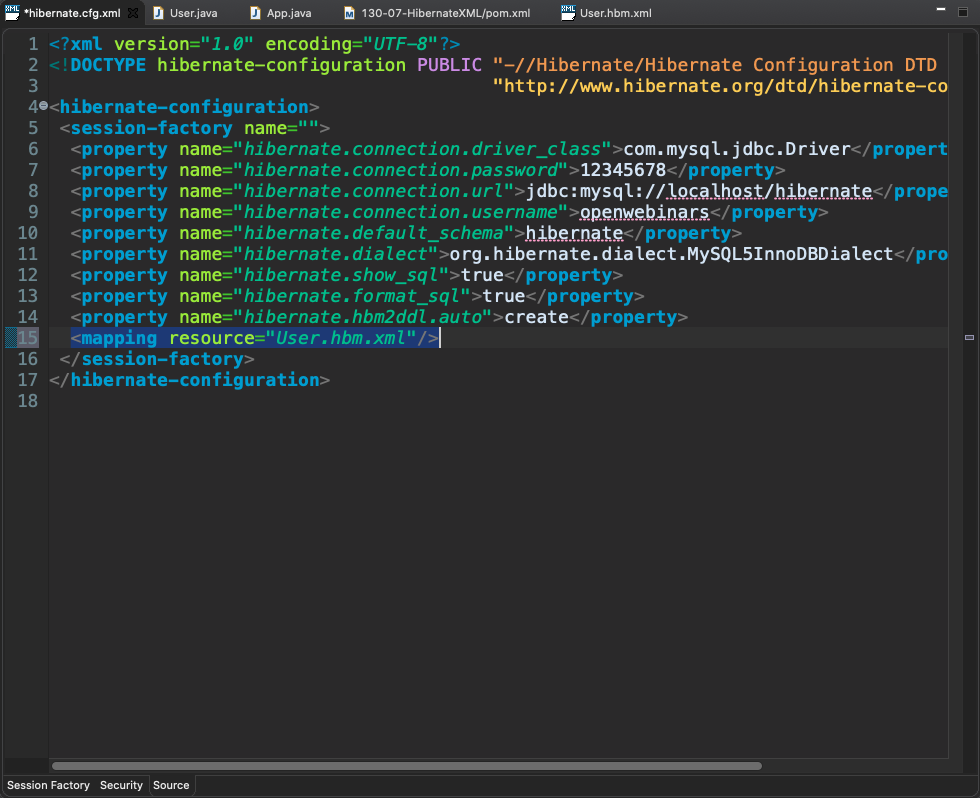 *hibernate.cfg.xml User.java App.java 130-07-HibernateXML/pom.xml User.hbm.xml
1 <?xml version="1.0" encoding="UTF-8"?>
2 <!DOCTYPE hibernate-configuration PUBLIC "-//Hibernate/Hibernate Configuration DTD
3 "http://www.hibernate.org/dtd/hibernate-co
4 <hibernate-configuration>
5 <session-factory name="">
6 <property name="hibernate.connection.driver_class">com.mysql.jdbc.Driver</propert
7 <property name="hibernate.connection.password">12345678</property>
8 <property name="hibernate.connection.url">jdbc:mysql://localhost/hibernate</prope
9 <property name="hibernate.connection.username">openwebinars</property>
10 <property name="hibernate.default_schema">hibernate</property>
11 <property name="hibernate.dialect">org.hibernate.dialect.MySQL5InnoDBDialect</pro
12 <property name="hibernate.show_sql">true</property>
13 <property name="hibernate.format_sql">true</property>
14 <property name="hibernate.hbm2ddl.auto">create</property>
15 <mapping resource="User.hbm.xml"/>
16 </session-factory>
17 </hibernate-configuration>
18
Session Factory Security Source